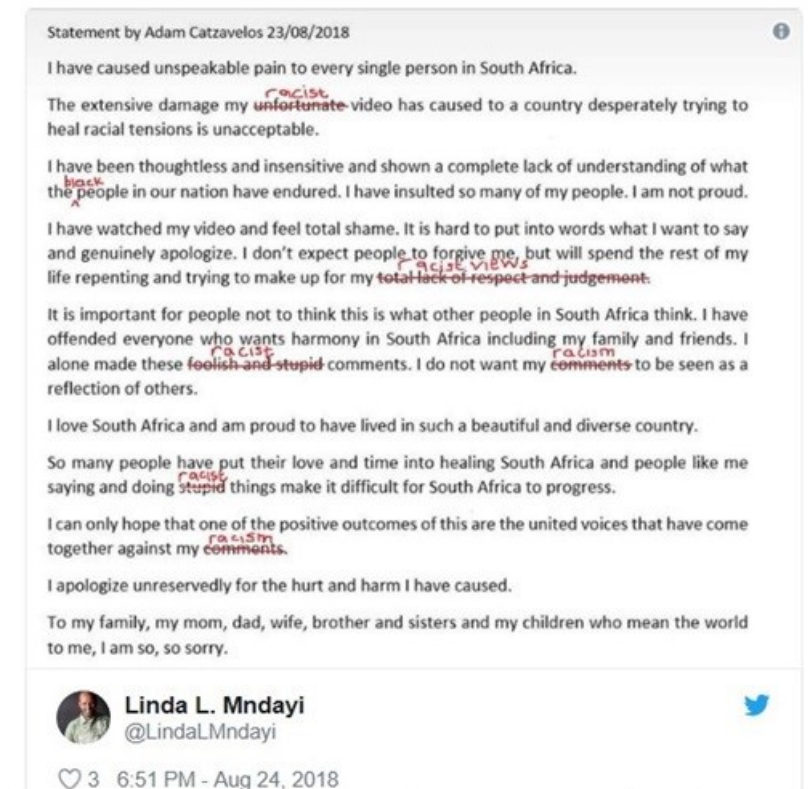 Statement by Adam Catzavelos 23/08/2018
I have caused unspeakable pain to every single person in South Africa.
racist
The extensive damage my unfortunate video has caused to a country desperately trying to
heal racial tensions is unacceptable.
I have been thoughtless and insensitive and shown a complete lack of understanding of what
black
the people in our nation have endured. I have insulted so many of my people. I am not proud.
I have watched my video and feel total shame. It is hard to put into words what I want to say
and genuinely apologize. I don't expect people to forgive me, but will spend the rest of my
racist views
life repenting and trying to make up for my total lack of respect and judgement.
It is important for people not to think this is what other people in South Africa think. I have
offended everyone who wants harmony in South Africa including my family and friends. I
racist racism
alone made these foolish and stupid comments. I do not want my comments to be seen as a
reflection of others.
I love South Africa and am proud to have lived in such a beautiful and diverse country.
So many people have put their love and time into healing South Africa and people like me
racist
saying and doing stupid things make it difficult for South Africa to progress.
I can only hope that one of the positive outcomes of this are the united voices that have come
racism
together against my comments.
I apologize unreservedly for the hurt and harm I have caused.
To my family, my mom, dad, wife, brother and sisters and my children who mean the world
to me, I am so, so sorry.
Linda L. Mndayi
@LindaLMndayi
3 6:51 PM - Aug 24, 2018